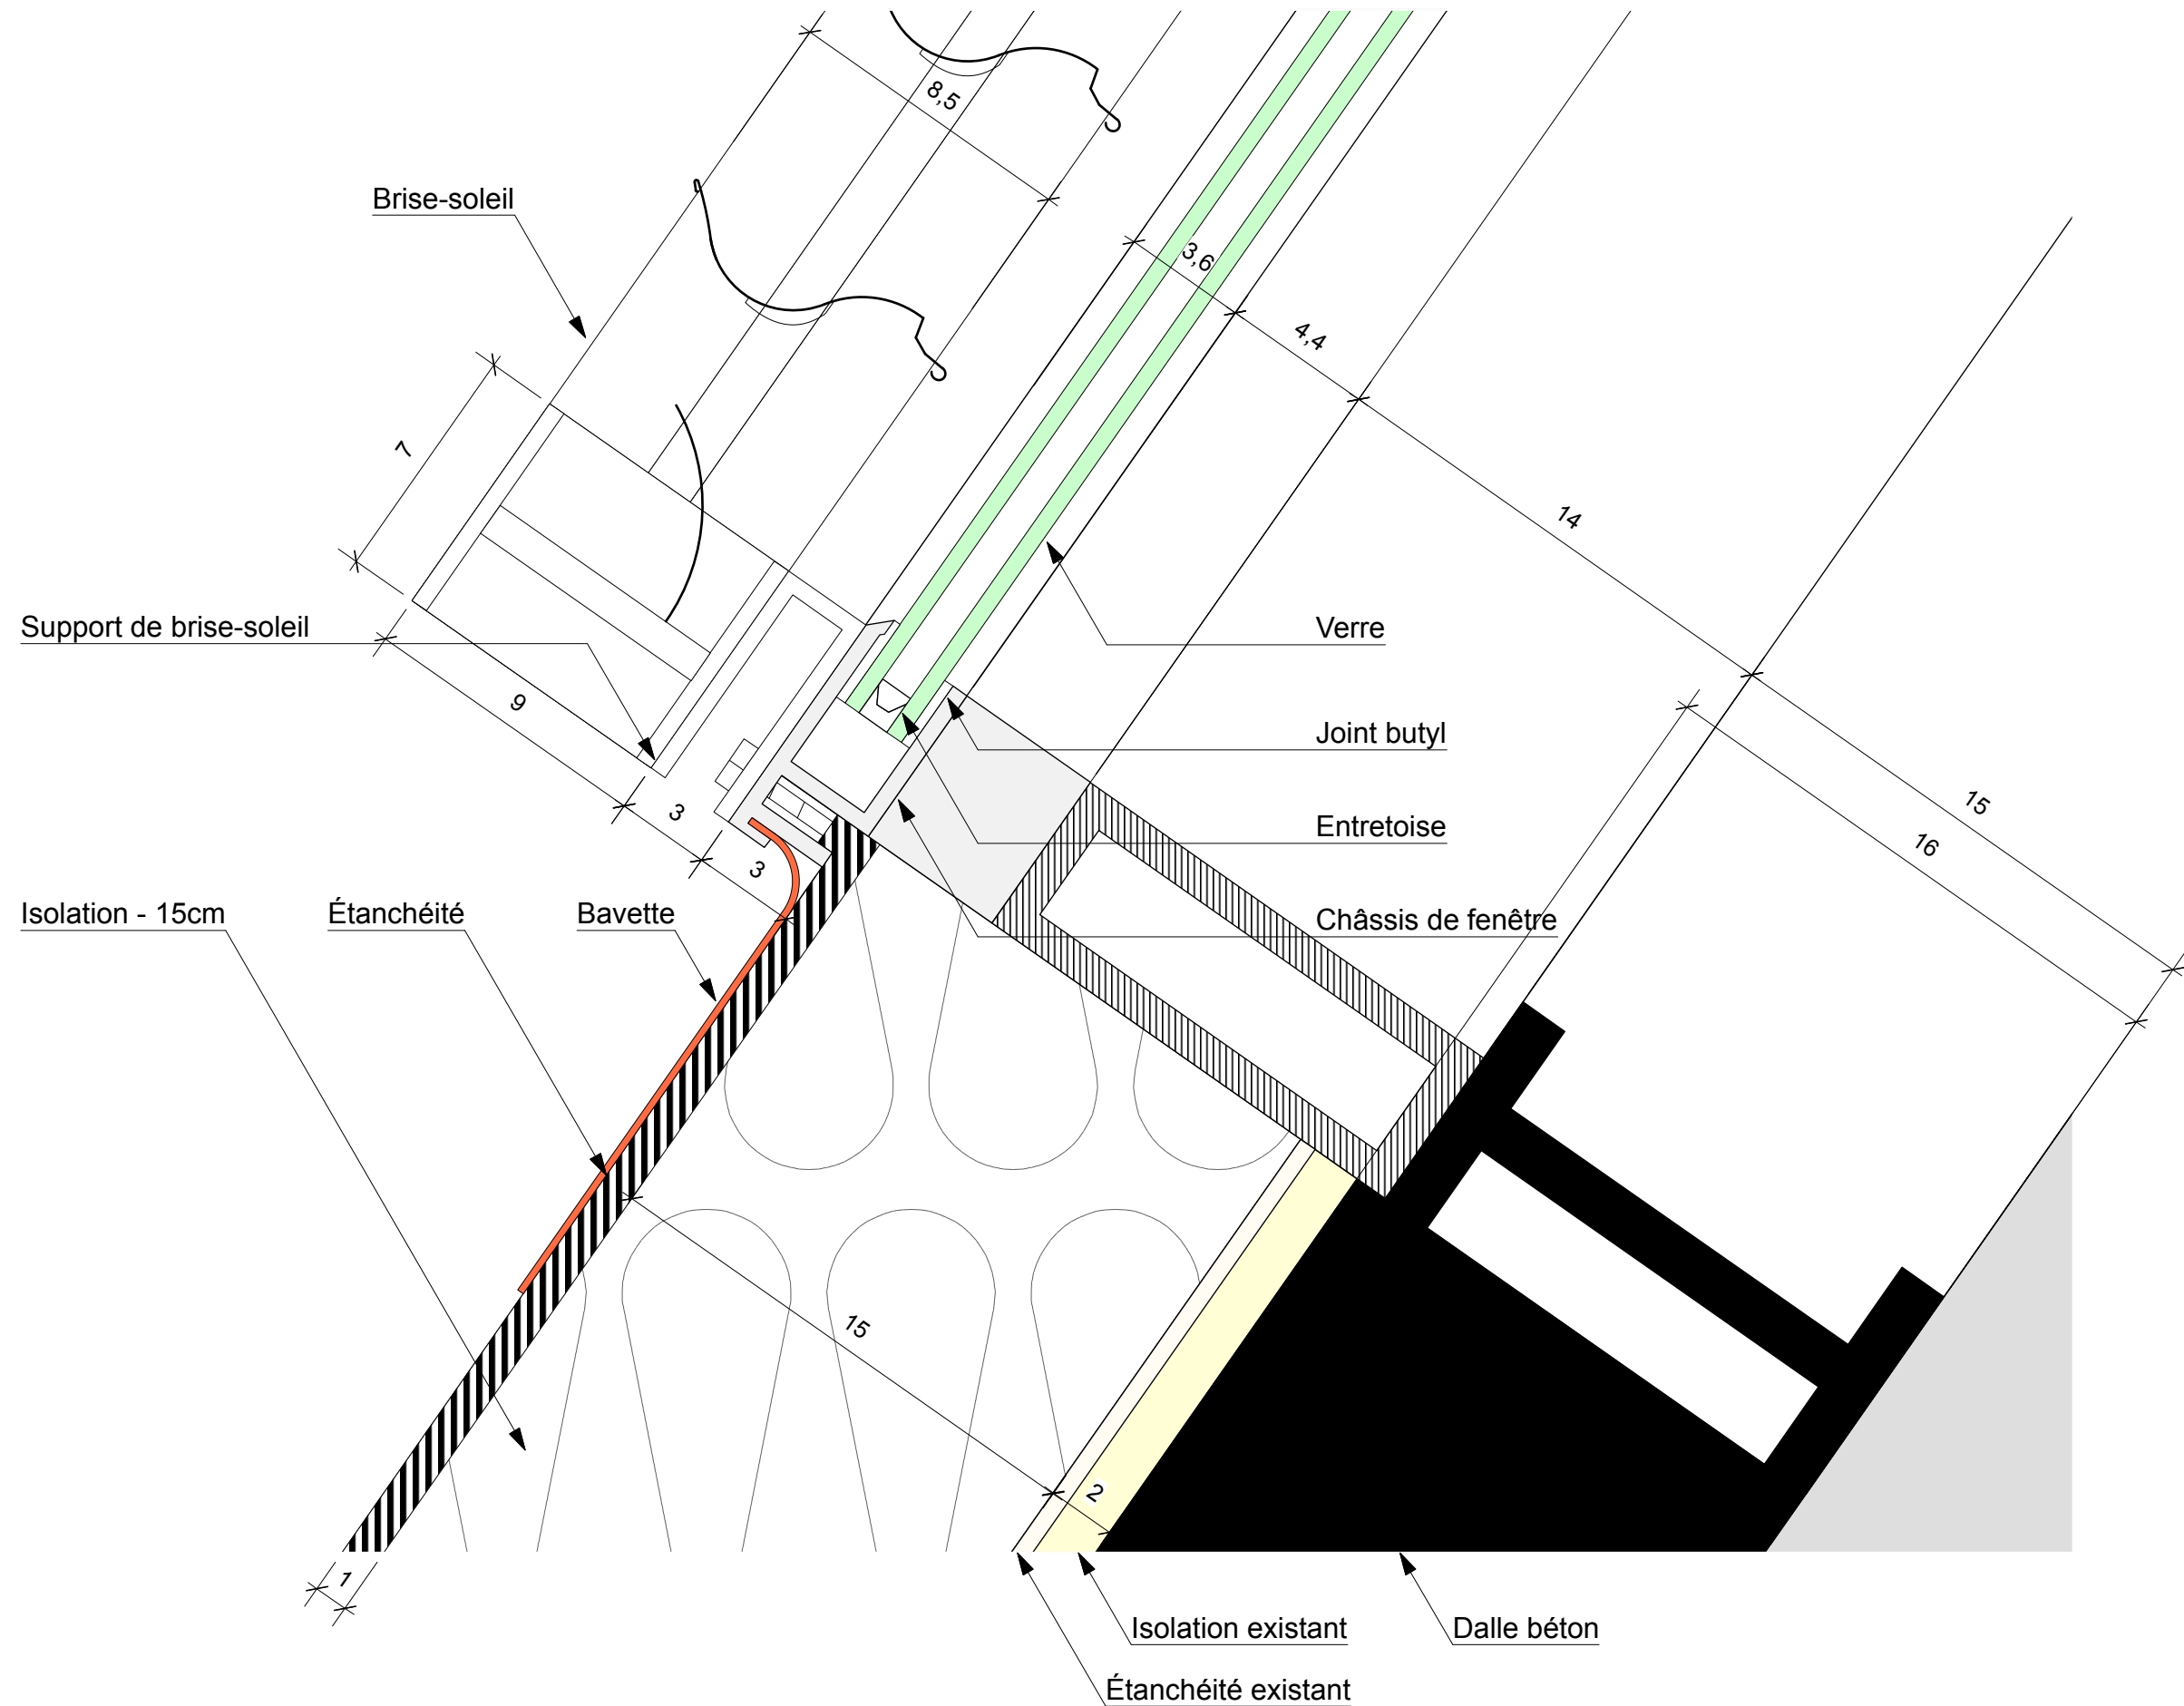 8,5
Brise-soleil
3,6
4,4
7
14
Support de brise-soleil
Verre
9
Joint butyl
15
3
Entretoise
16
3
Isolation - 15cm
Étanchéité
Bavette
Châssis de fenêtre
15
2
1
Isolation existant
Dalle béton
Étanchéité existant